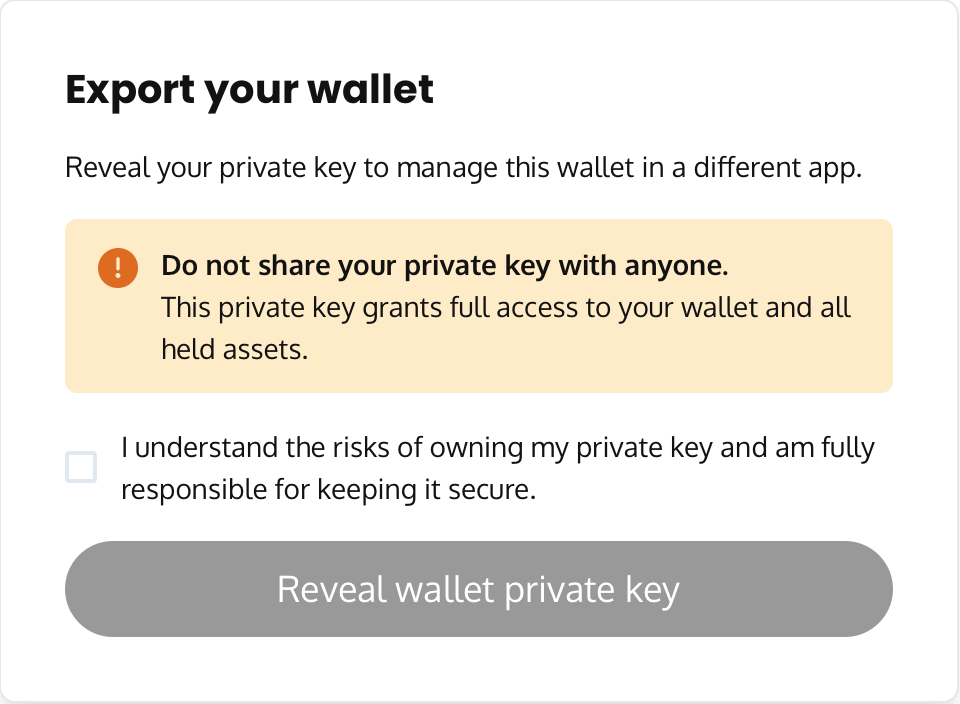 Export your wallet
Reveal your private key to manage this wallet in a different app.
Do not share your private key with anyone.
This private key grants full access to your wallet and all
held assets.
I understand the risks of owning my private key and am fully
responsible for keeping it secure.
Reveal wallet private key